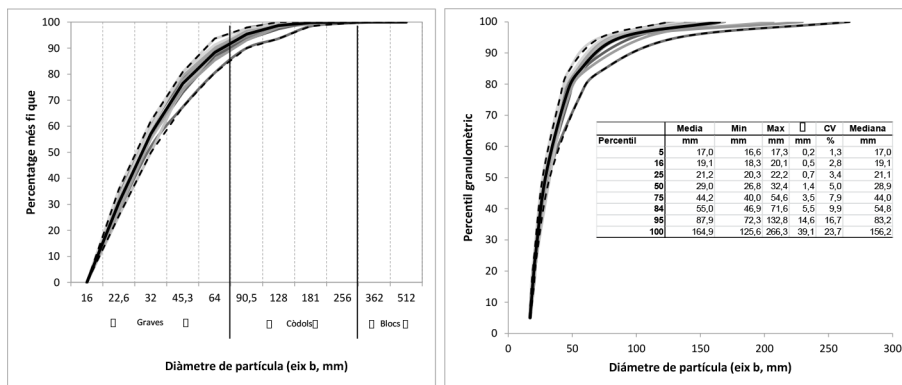 Percentatge més fi que
100
90
80
70
60
50
40
30
20
10
0
16 22,6 32 45,3 64 90,5 128 181 256 362 512
Graves Còdols Blocs
Diàmetre de partícula (eix b, mm)
Percentil granulomètric
100
90
80
70
60
50
40
30
20
10
0
0 50 100 150 200 250 300
Diámetre de partícula (eix b, mm)
Media Min Max CV Mediana
Percentil mm mm mm mm % mm
5 17,0 16,6 17,3 0,2 1,3 17,0
16 19,1 18,3 20,1 0,5 2,8 19,1
25 21,2 20,3 22,2 0,7 3,4 21,1
50 29,0 26,8 32,4 1,4 5,0 28,9
75 44,2 40,0 54,6 3,5 7,9 44,0
84 55,0 46,9 71,6 5,5 9,9 54,8
95 87,9 72,3 132,8 14,6 16,7 83,2
100 164,9 125,6 266,3 39,1 23,7 156,2